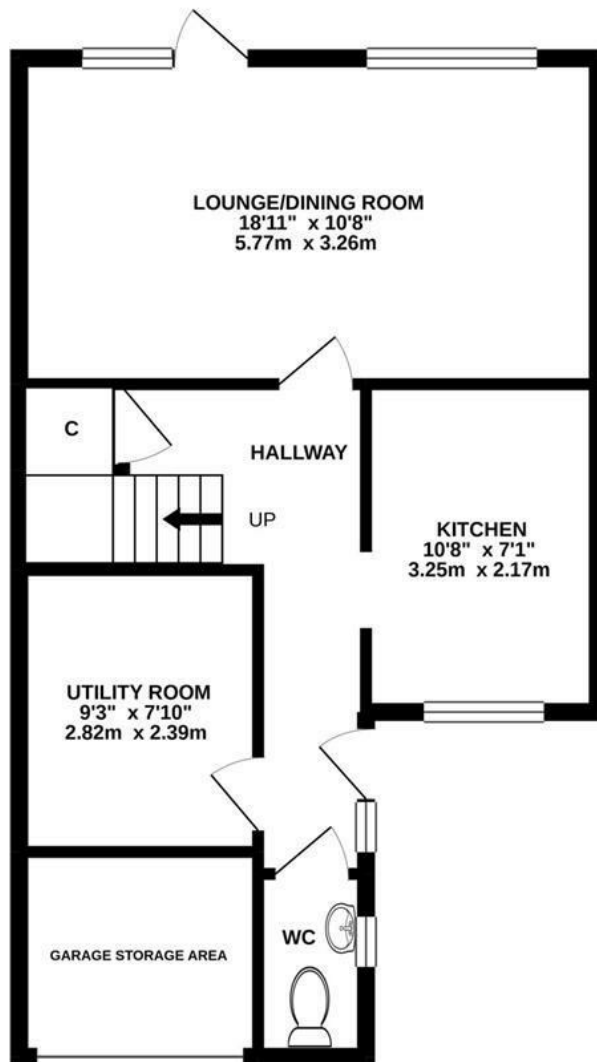 LOUNGE/DINING ROOM
18'11" x 10'8"
5.77m x 3.26m
C
HALLWAY
UP
KITCHEN
10'8" x 7'1"
3.25m x 2.17m
UTILITY ROOM
9'3" x 7'10"
2.82m x 2.39m
WC
GARAGE STORAGE AREA